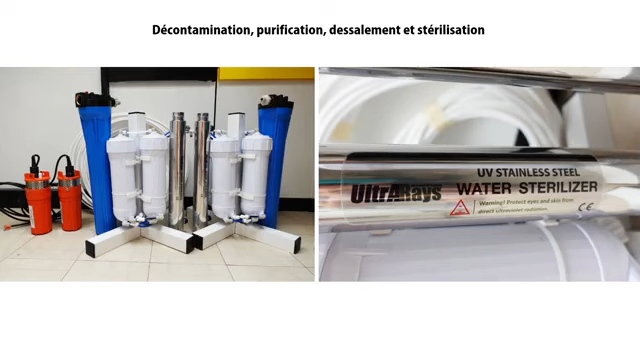 Décontamination, purification, dessalement et stérilisation
UV STAINLESS STEEL
UltrARays WATER STERILIZER
Warning! Protect eyes and skin from
direct ultraviolet radiation.
CE